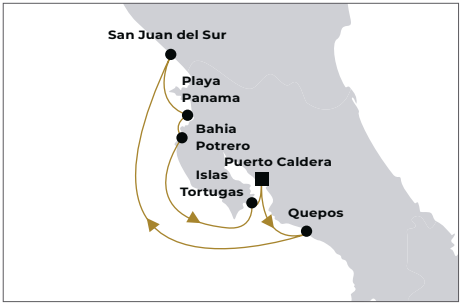 San Juan del Sur
Playa
Panama
Bahia
Potrero
Puerto Caldera
Islas
Tortugas
Quepos